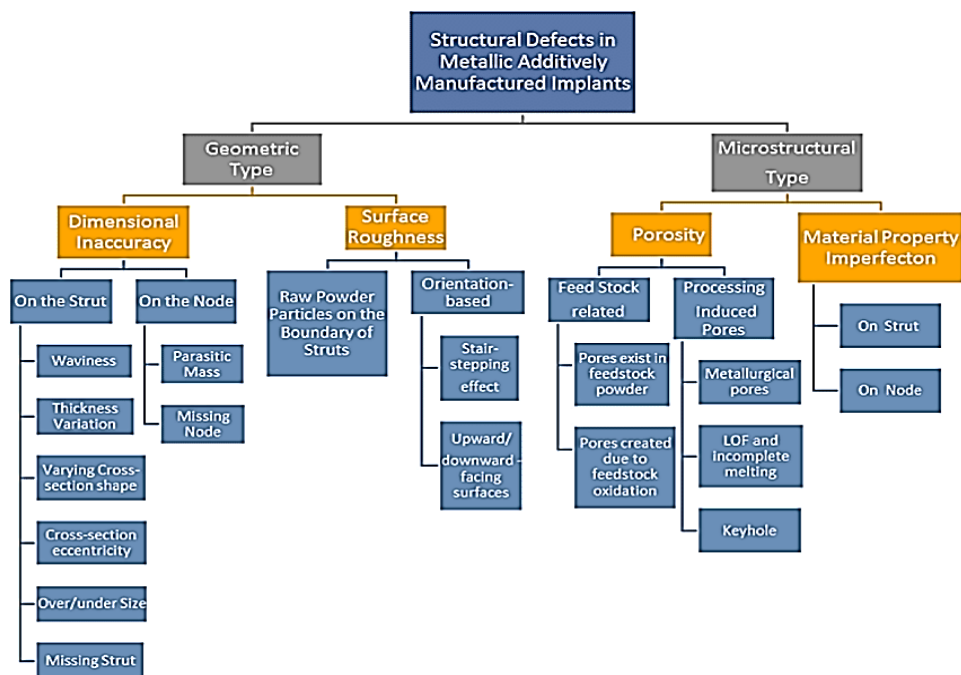 Structural Defects in
Metallic Additively
Manufactured Implants
Geometric
Type
Microstructural
Type
Dimensional
Inaccuracy
Surface
Roughness
Porosity
Material Property
Imperfecton
On the Strut
On the Node
Raw Powder
Particles on the
Boundary of
Struts
Orientation-
based
Feed Stock
related
Processing
Induced
Pores
On Strut
On Node
Waviness
Thickness
Variation
Varying Cross-
section shape
Cross-section
eccentricity
Over/under Size
Missing Strut
Parasitic
Mass
Missing
Node
Stair-
stepping
effect
Upward/
downward-
facing
surfaces
Pores exist in
feedstock
powder
Pores created
due to
feedstock
oxidation
Metallurgical
pores
LOF and
incomplete
melting
Keyhole